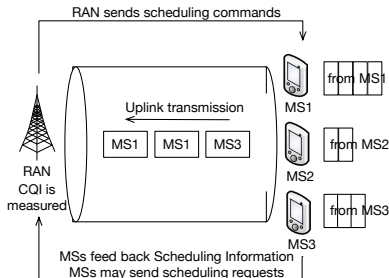 RAN sends scheduling commands
from MS1
MS1
Uplink transmission
MS1
MS1
MS3
from MS2
MS2
RAN
CQI is
measured
from MS3
MS3
MSs feed back Scheduling Information
MSs may send scheduling requests